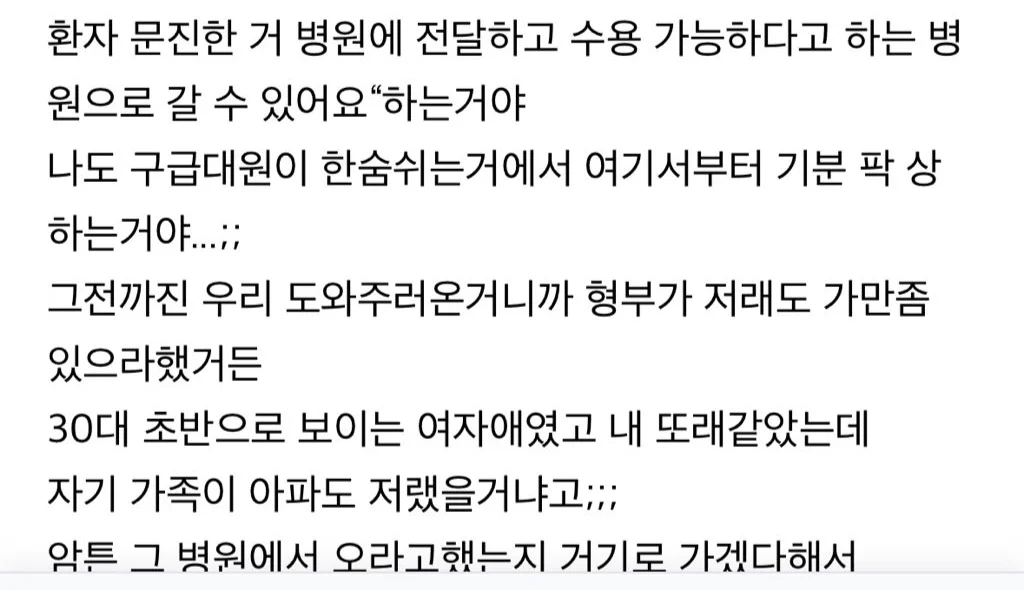 환자 문진한 거 병원에 전달하고 수용 가능하다고 하는 병
원으로 갈 수 있어요“하는거야
나도 구급대원이 한숨쉬는거에서 여기서부터 기분 팍 상
하는거야...;;
그전까진 우리 도와주러온거니까 형부가 저래도 가만좀
있으라했거든
30대 초반으로 보이는 여자애였고 내 또래같았는데
자기 가족이 아파도 저랬을거냐고;;;
암튼 그 병원에서 오라고했는지 거기로 가겠다해서